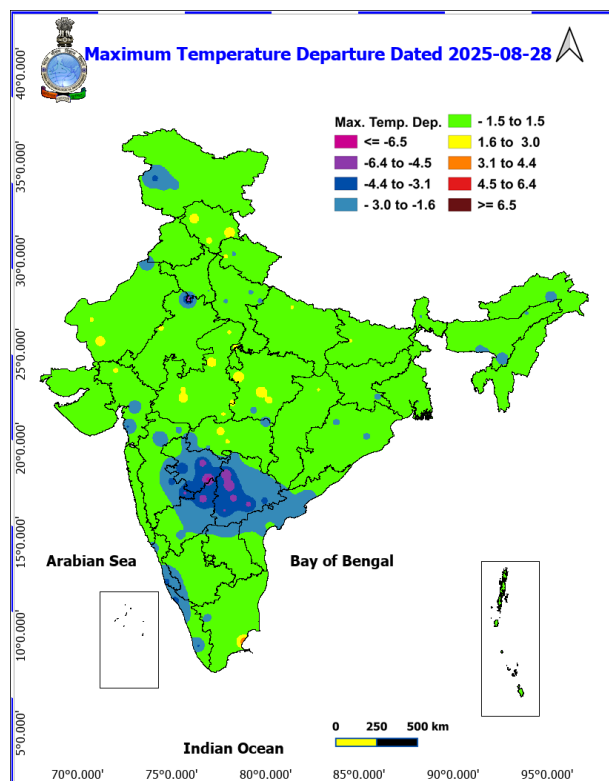 Maximum Temperature Departure Dated 2025-08-28
Max. Temp. Dep.
<= -6.5
-6.4 to -4.5
-4.4 to -3.1
- 3.0 to -1.6
- 1.5 to 1.5
1.6 to 3.0
3.1 to 4.4
4.5 to 6.4
>= 6.5
40°0.000'
35°0.000'
30°0.000'
25°0.000'
20°0.000'
15°0.000'
10°0.000'
5°0.000'
Arabian Sea
Bay of Bengal
Indian Ocean
0 250 500 km
70°0.000' 75°0.000' 80°0.000' 85°0.000' 90°0.000' 95°0.000'